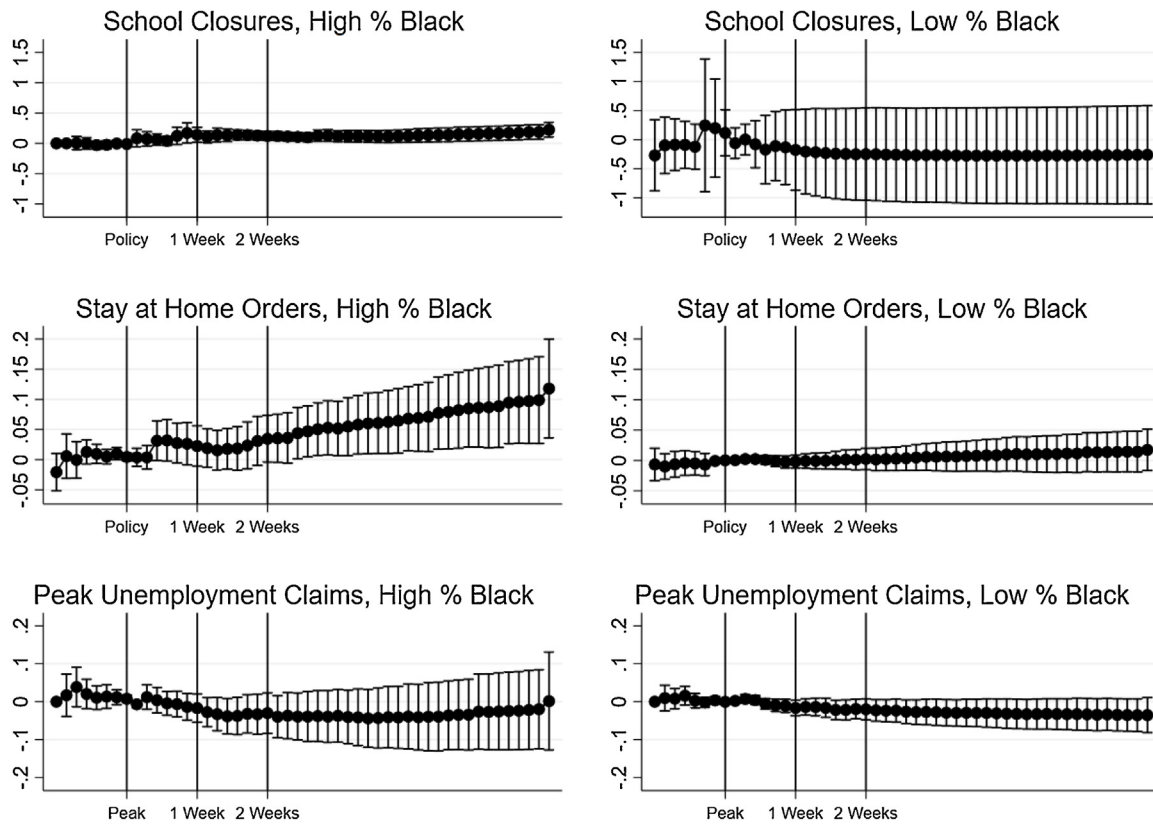 School Closures, High % Black
1.5
1
.5
0
-.5
-1
Policy 1 Week 2 Weeks
School Closures, Low % Black
1.5
1
.5
0
-.5
-1
Policy 1 Week 2 Weeks
Stay at Home Orders, High % Black
.2
.15
.1
.05
0
-.05
Policy 1 Week 2 Weeks
Stay at Home Orders, Low % Black
.2
.15
.1
.05
0
-.05
Policy 1 Week 2 Weeks
Peak Unemployment Claims, High % Black
.2
.1
0
-.1
-.2
Peak 1 Week 2 Weeks
Peak Unemployment Claims, Low % Black
.2
.1
0
-.1
-.2
Peak 1 Week 2 Weeks